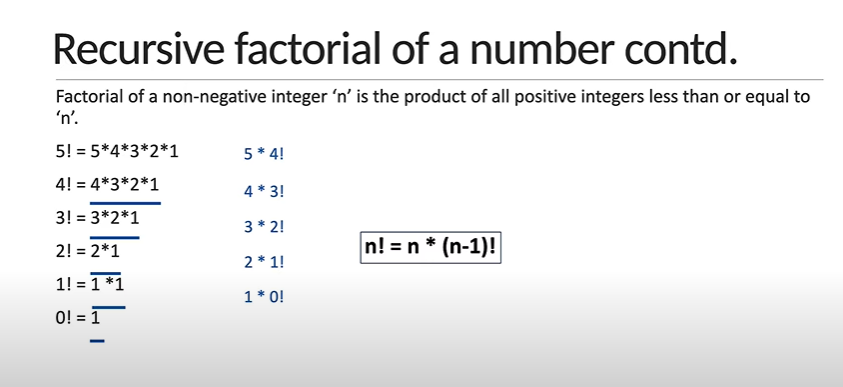 Recursive factorial of a number contd.
Factorial of a non-negative integer ‘n’ is the product of all positive integers less than or equal to
‘n’.
5! = 5*4*3*2*1
5 * 4!
4! = 4*3*2*1
4 * 3!
3! = 3*2*1
3 * 2!
n! = n * (n-1)!
2! = 2*1
2 * 1!
1! = 1 *1
1 * 0!
0! = 1